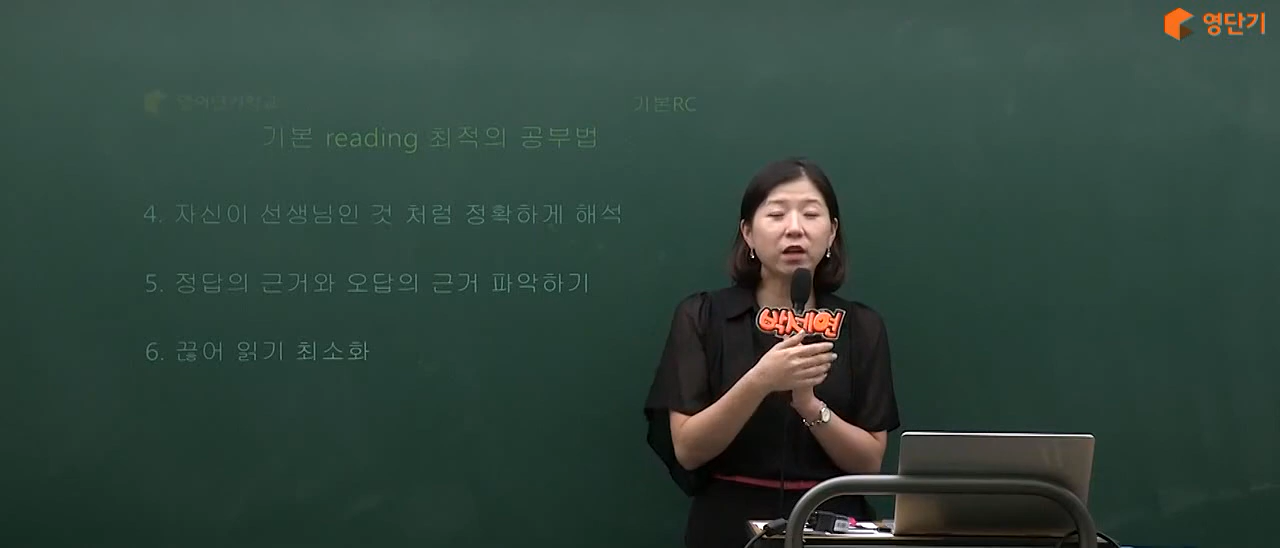 영단기
기본RC
기본 reading 최적의 공부법
4. 자신이 선생님인 것 처럼 정확하게 해석
5. 정답의 근거와 오답의 근거 파악하기
6. 끊어 읽기 최소화
박세연